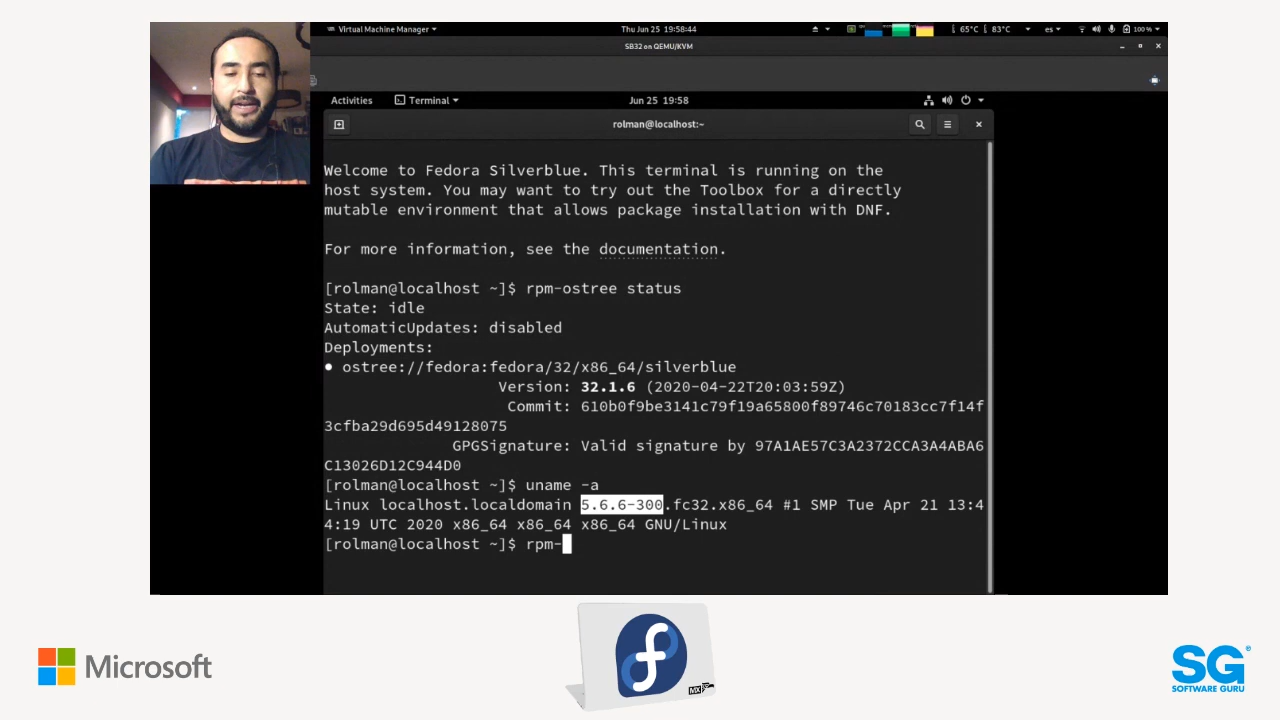 Virtual Machine Manager
Thu Jun 25 19:58:44
65°C
83°C
es
100 %
SB32 on QEMU/KVM
Activities
Terminal
Jun 25 19:58
rolman@localhost:~
Welcome to Fedora Silverblue. This terminal is running on the
host system. You may want to try out the Toolbox for a directly
mutable environment that allows package installation with DNF.
For more information, see the documentation.
[rolman@localhost ~]$ rpm-ostree status
State: idle
AutomaticUpdates: disabled
Deployments:
● ostree://fedora:fedora/32/x86_64/silverblue
Version: 32.1.6 (2020-04-22T20:03:59Z)
Commit: 610b0f9be3141c79f19a65800f89746c70183cc7f14f
3cfba29d695d49128075
GPGSignature: Valid signature by 97A1AE57C3A2372CCA3A4ABA6
C13026D12C944D0
[rolman@localhost ~]$ uname -a
Linux localhost.localdomain 5.6.6-300.fc32.x86_64 #1 SMP Tue Apr 21 13:4
4:19 UTC 2020 x86_64 x86_64 x86_64 GNU/Linux
[rolman@localhost ~]$ rpm-
Microsoft
MX
SG
SOFTWARE GURU